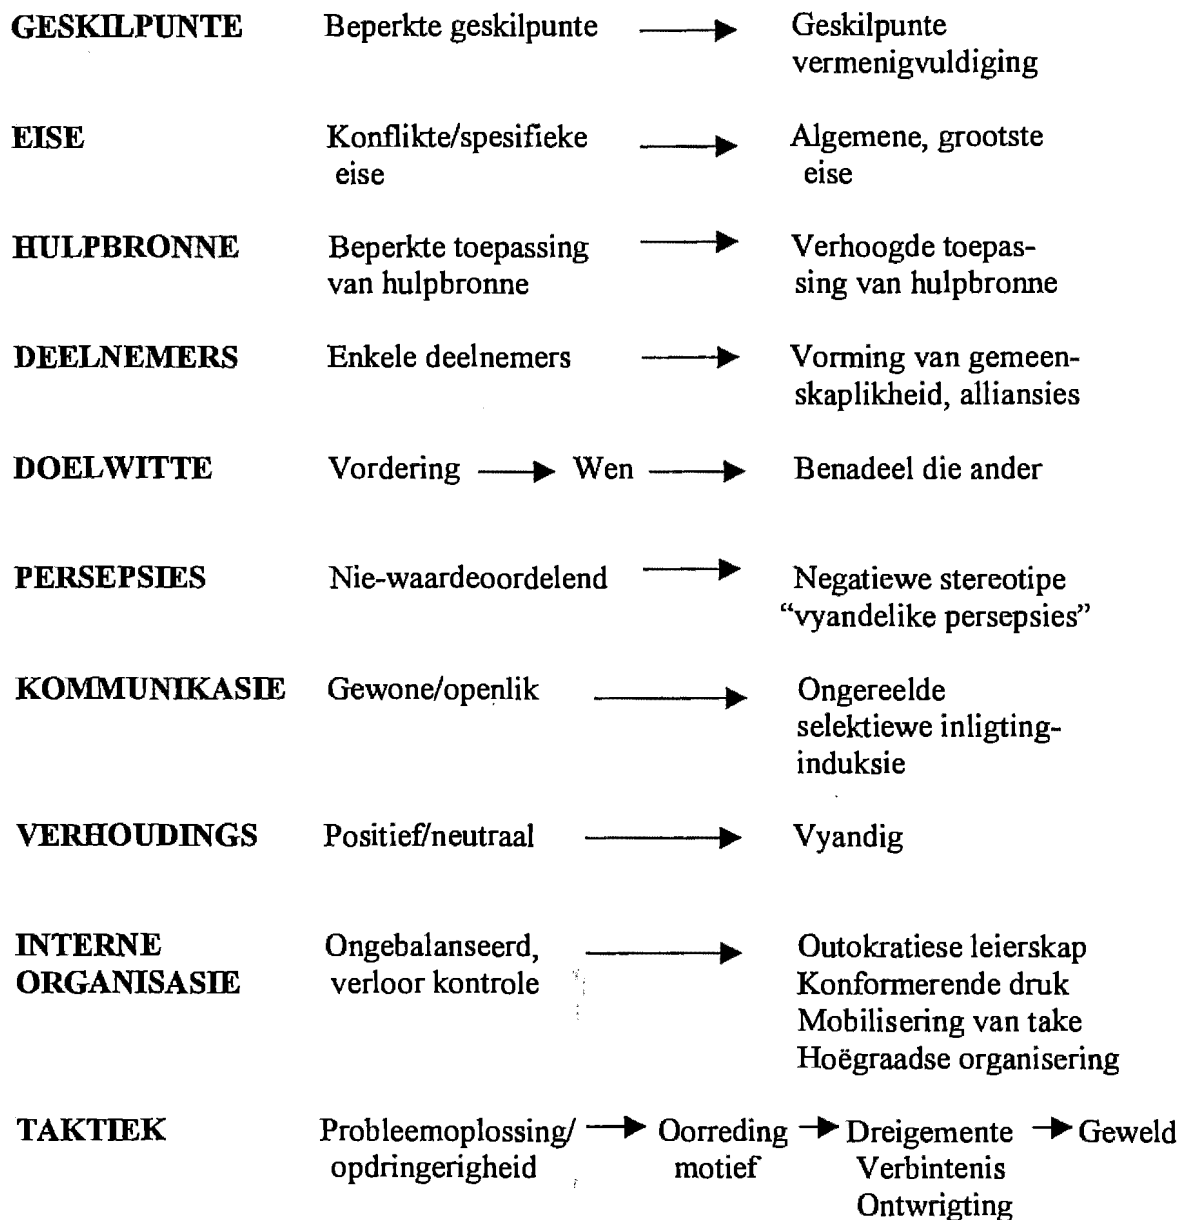 GESKILPUNTE Beperkte geskilpunte Geskilpunte
vermenigvuldiging
EISE Konflikte/spesifieke Algemene, grootste
eise eise
HULPBRONNE Beperkte toepassing Verhoogde toepas-
van hulpbronne sing van hulpbronne
DEELNEMERS Enkele deelnemers Vorming van gemeen-
skaplikheid, alliansies
DOELWITTE Vordering Wen Benadeel die ander
PERSEPSIES Nie-waardeoordelend Negatiewe stereotipe
“vyandelike persepsies”
KOMMUNIKASIE Gewone/openlik Ongereelde
selektiewe inligting-
induksie
VERHOUDINGS Positief/neutraal Vyandig
INTERNE Ongebalanseerd, Outokratiese leierskap
ORGANISASIE verloor kontrole Konformerende druk
Mobilisering van take
Hoëgraadse organisering
TAKTIEK Probleemoplossing/ Oorreding Dreigemente Geweld
opdringerigheid motief Verbintenis
Ontwrigting